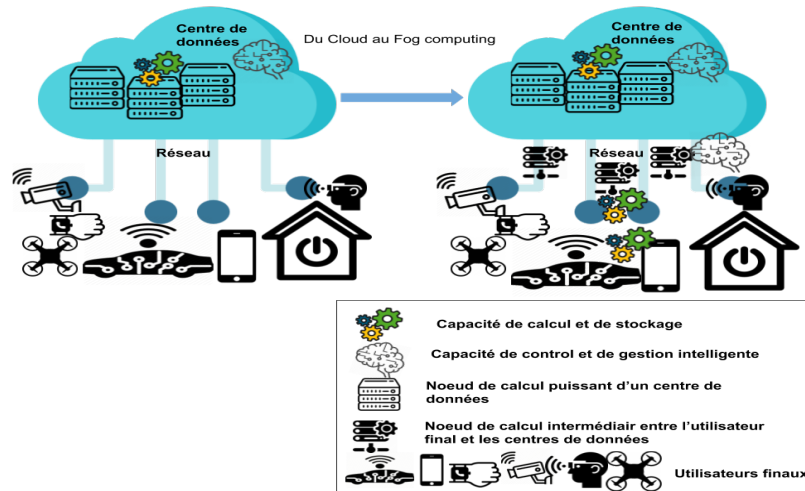 Centre de
données
Du Cloud au Fog computing
Centre de
données
Réseau
Réseau
Capacité de calcul et de stockage
Capacité de control et de gestion intelligente
Noeud de calcul puissant d'un centre de
données
Noeud de calcul intermédiair entre l'utilisateur
final et les centres de données
Utilisateurs finaux